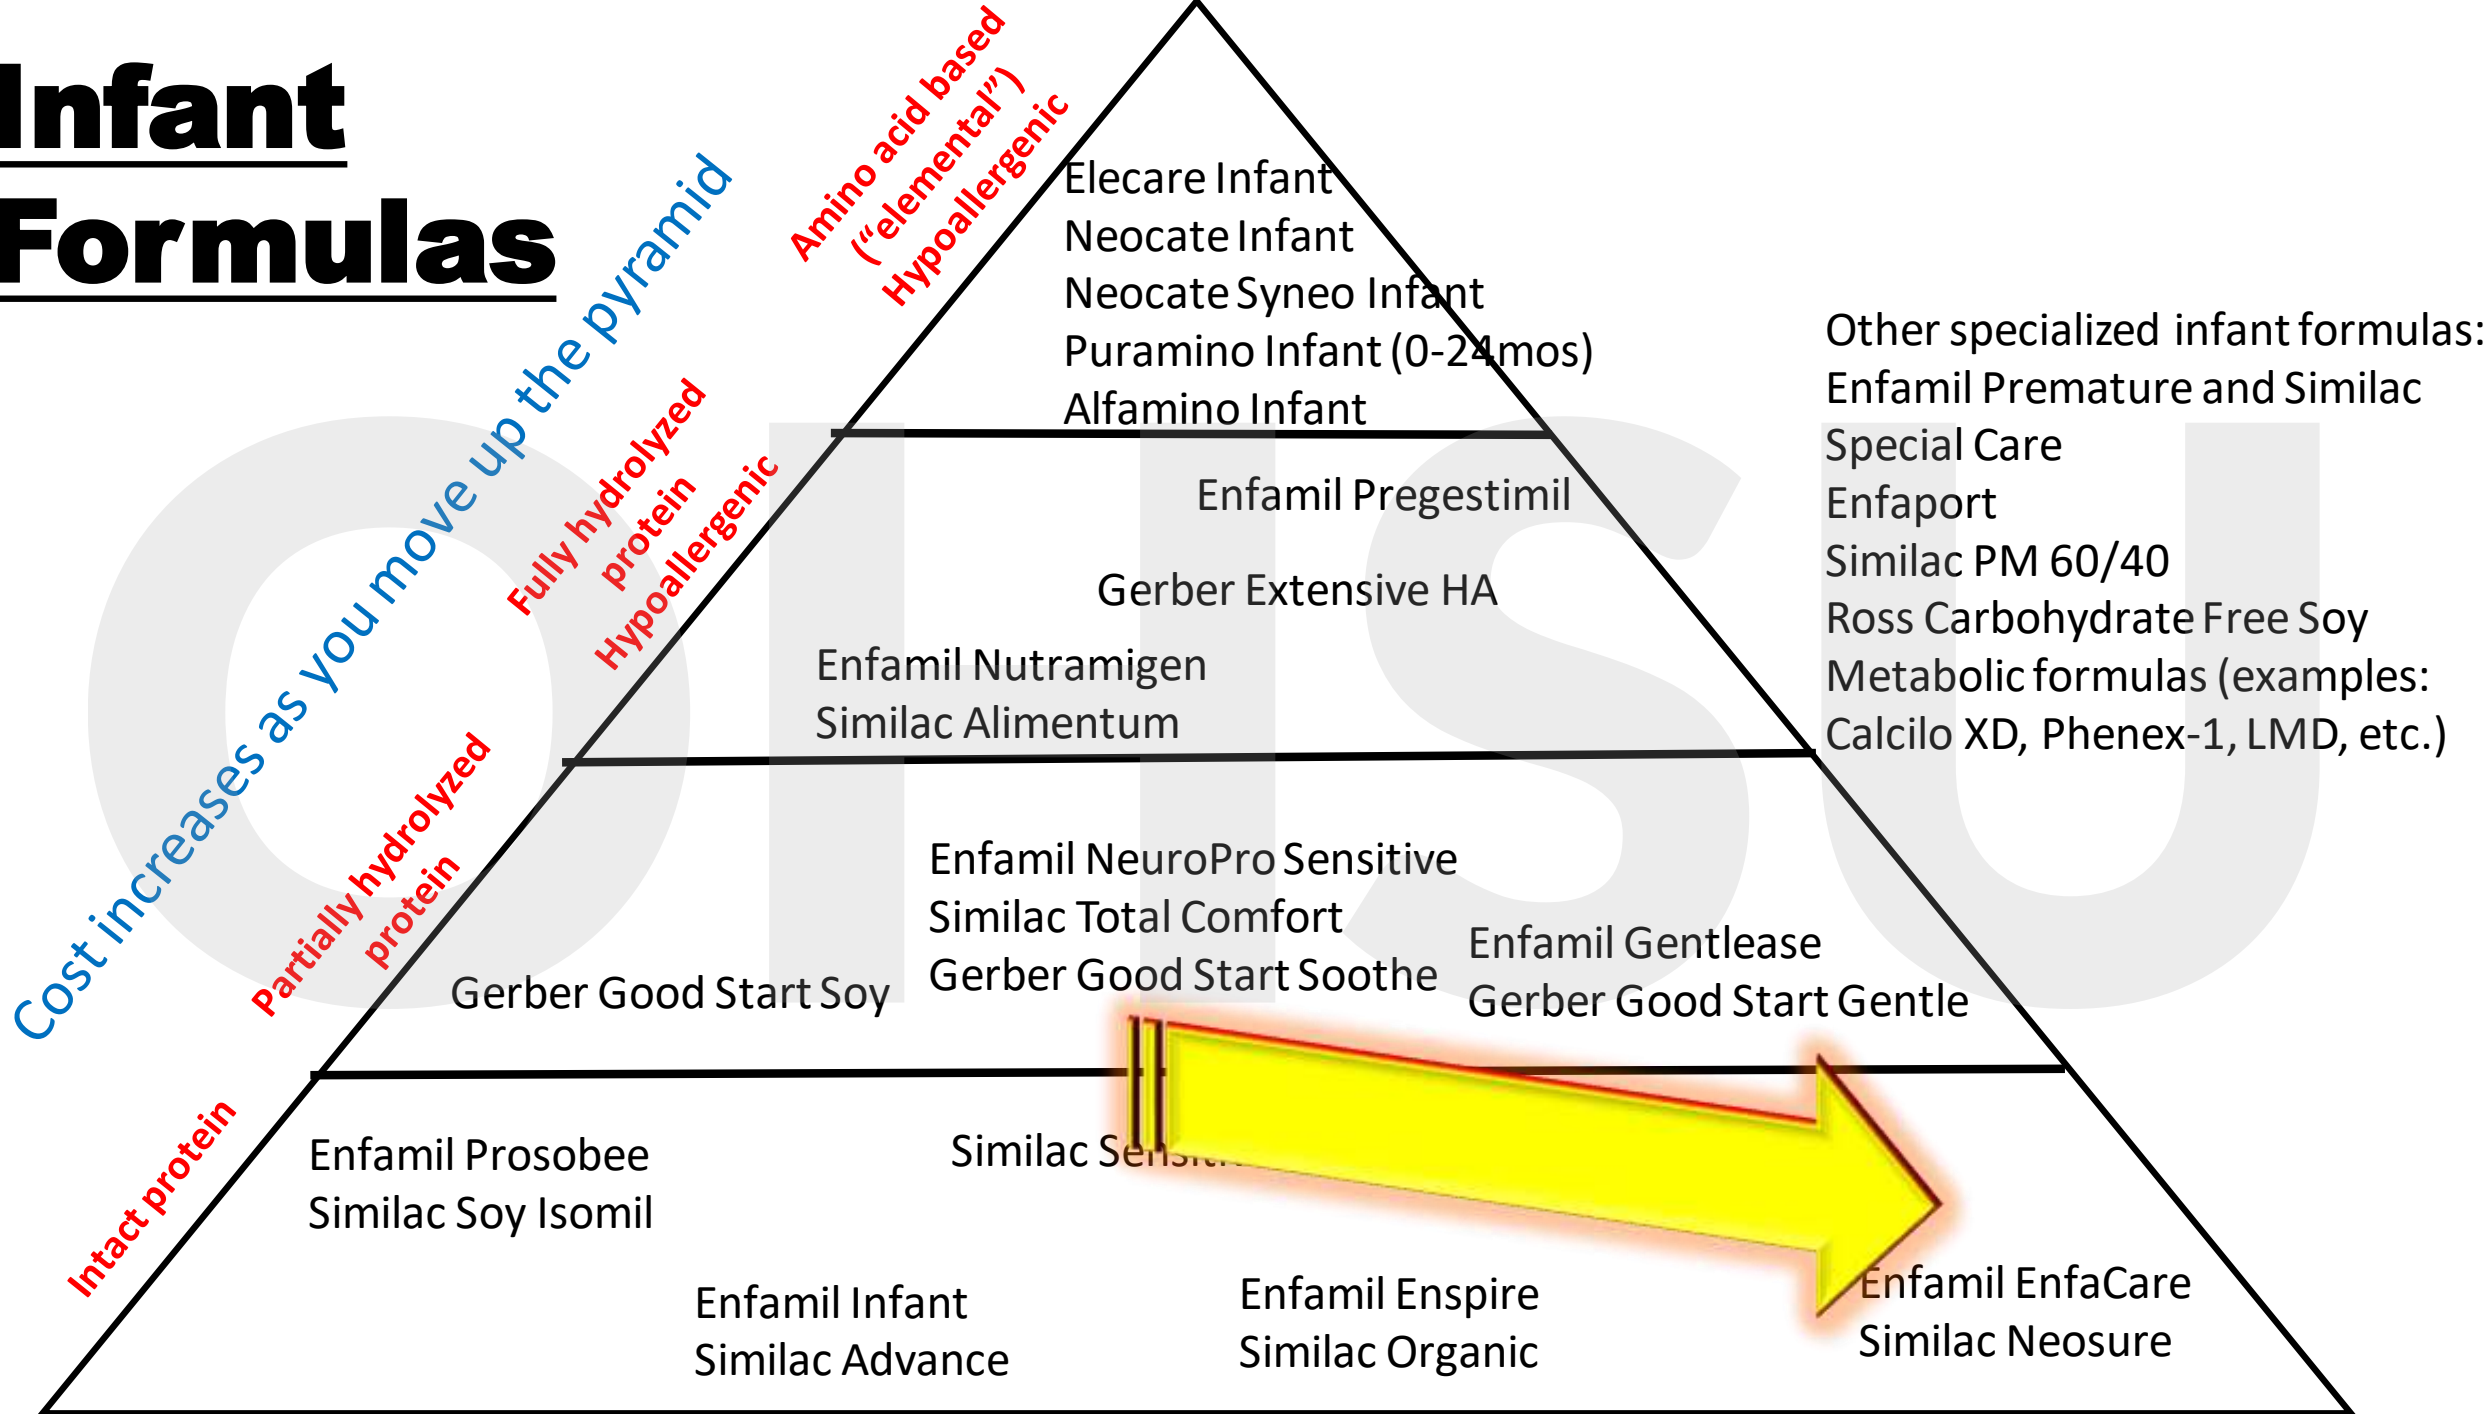 Infant
Formulas
Cost increases as you move up the pyramid
Amino acid based
(“elemental”)
Hypoallergenic
Elecare Infant
Neocate Infant
Neocate Syneo Infant
Puramino Infant (0-24mos)
Alfamino Infant
Fully hydrolyzed
protein
Hypoallergenic
Enfamil Pregestimil
Gerber Extensive HA
Enfamil Nutramigen
Similac Alimentum
Partially hydrolyzed
protein
Enfamil NeuroPro Sensitive
Similac Total Comfort
Gerber Good Start Soothe
Gerber Good Start Soy
Enfamil Gentlease
Gerber Good Start Gentle
Intact protein
Enfamil Prosobee
Similac Soy Isomil
Similac
Enfamil Infant
Similac Advance
Enfamil Enspire
Similac Organic
Enfamil EnfaCare
Similac Neosure
Other specialized infant formulas:
Enfamil Premature and Similac
Special Care
Enfaport
Similac PM 60/40
Ross Carbohydrate Free Soy
Metabolic formulas (examples:
Calcilo XD, Phenex-1, LMD, etc.)